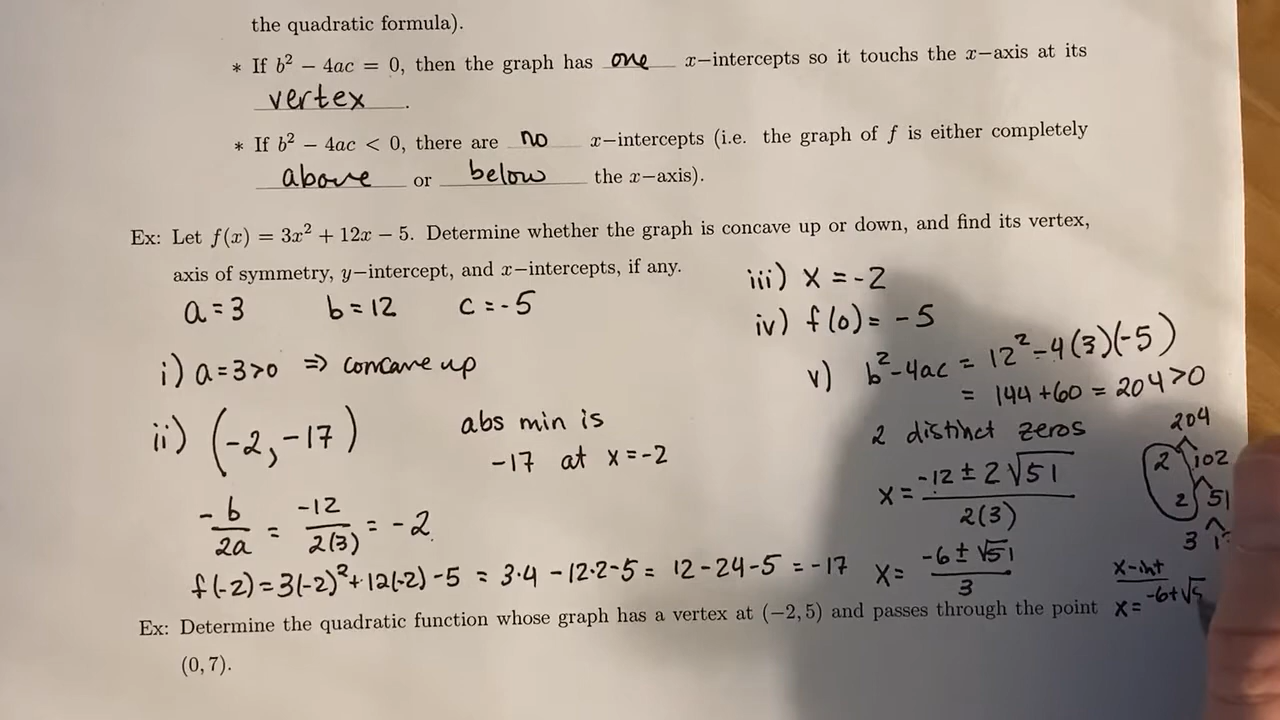 the quadratic formula).
* If b² − 4ac = 0, then the graph has one x−intercepts so it touchs the x−axis at its
vertex.
* If b² − 4ac < 0, there are no x−intercepts (i.e. the graph of f is either completely
above or below the x−axis).
Ex: Let f(x) = 3x² + 12x − 5. Determine whether the graph is concave up or down, and find its vertex,
axis of symmetry, y−intercept, and x−intercepts, if any.
a = 3 b = 12 c = -5
i) a = 3 > 0 ⇒ concave up
ii) (-2, -17) abs min is
-17 at x = -2
-b/2a = -12/2(3) = -2
f(-2) = 3(-2)² + 12(-2) - 5 = 3·4 - 12·2 - 5 = 12 - 24 - 5 = -17
iii) x = -2
iv) f(0) = -5
v) b² - 4ac = 12² - 4(3)(-5)
= 144 + 60 = 204 > 0
2 distinct zeros
x = (-12 ± 2√51)/2(3)
x = (-6 ± √51)/3
204
2 102
2 51
3
x-int
x = -6+√5
Ex: Determine the quadratic function whose graph has a vertex at (−2, 5) and passes through the point
(0, 7).